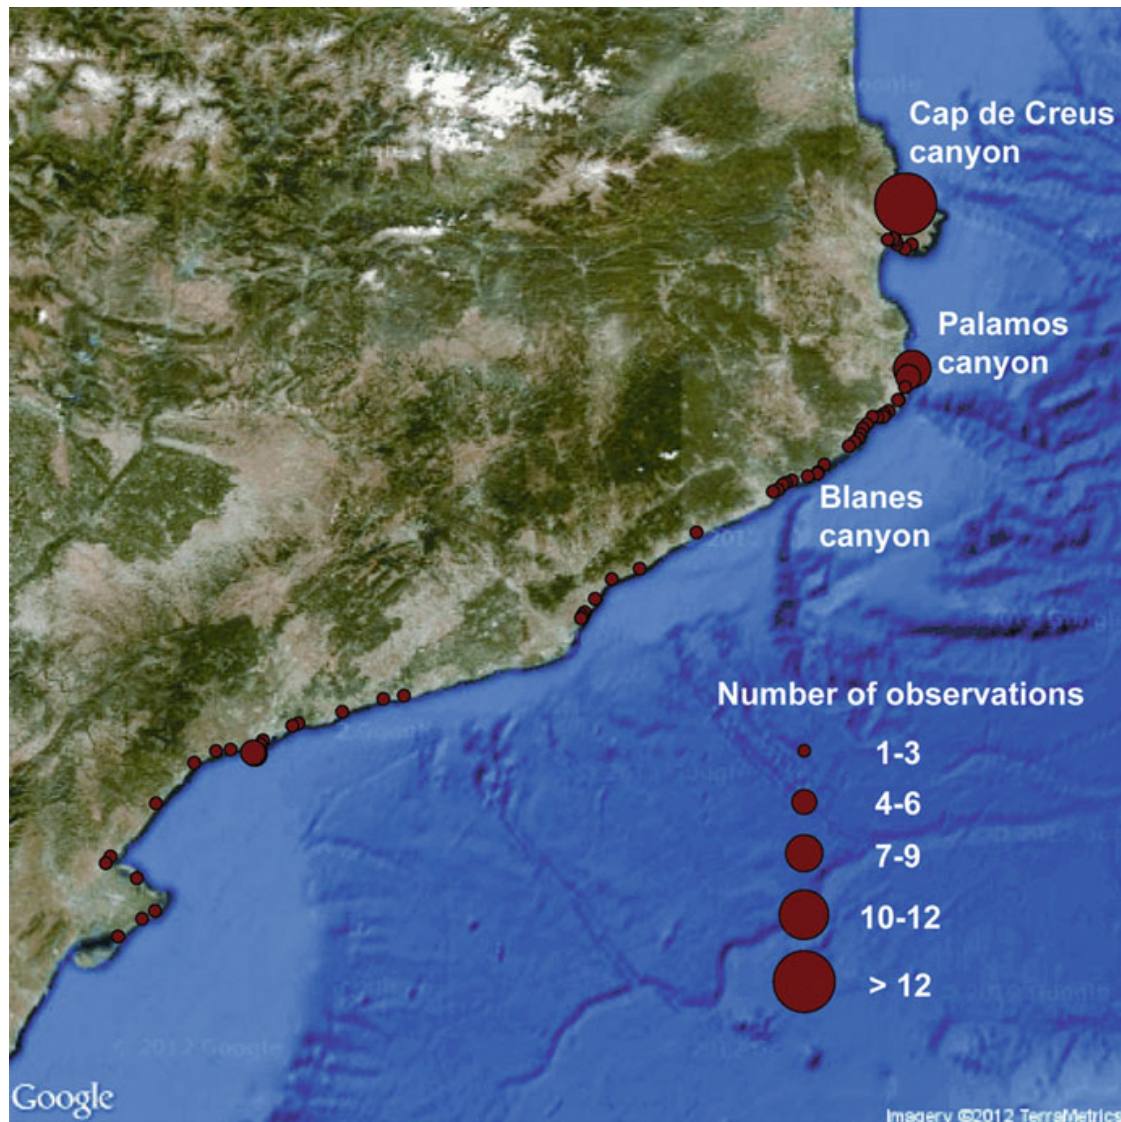 Cap de Creus
canyon
Palamos
canyon
Blanes
canyon
Number of observations
1-3
4-6
7-9
10-12
> 12
Google
Imagery ©2012 TerraMetrics